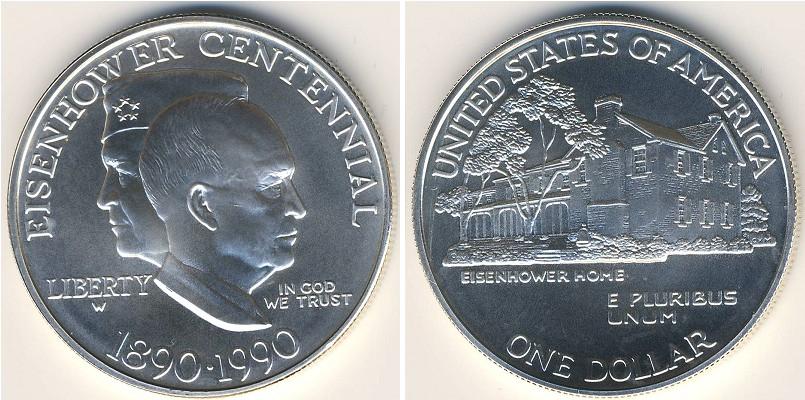 EISENHOWER CENTENNIAL
LIBERTY
W
IN GOD
WE TRUST
1890·1990
UNITED STATES OF AMERICA
EISENHOWER HOME
E PLURIBUS
UNUM
ONE DOLLAR